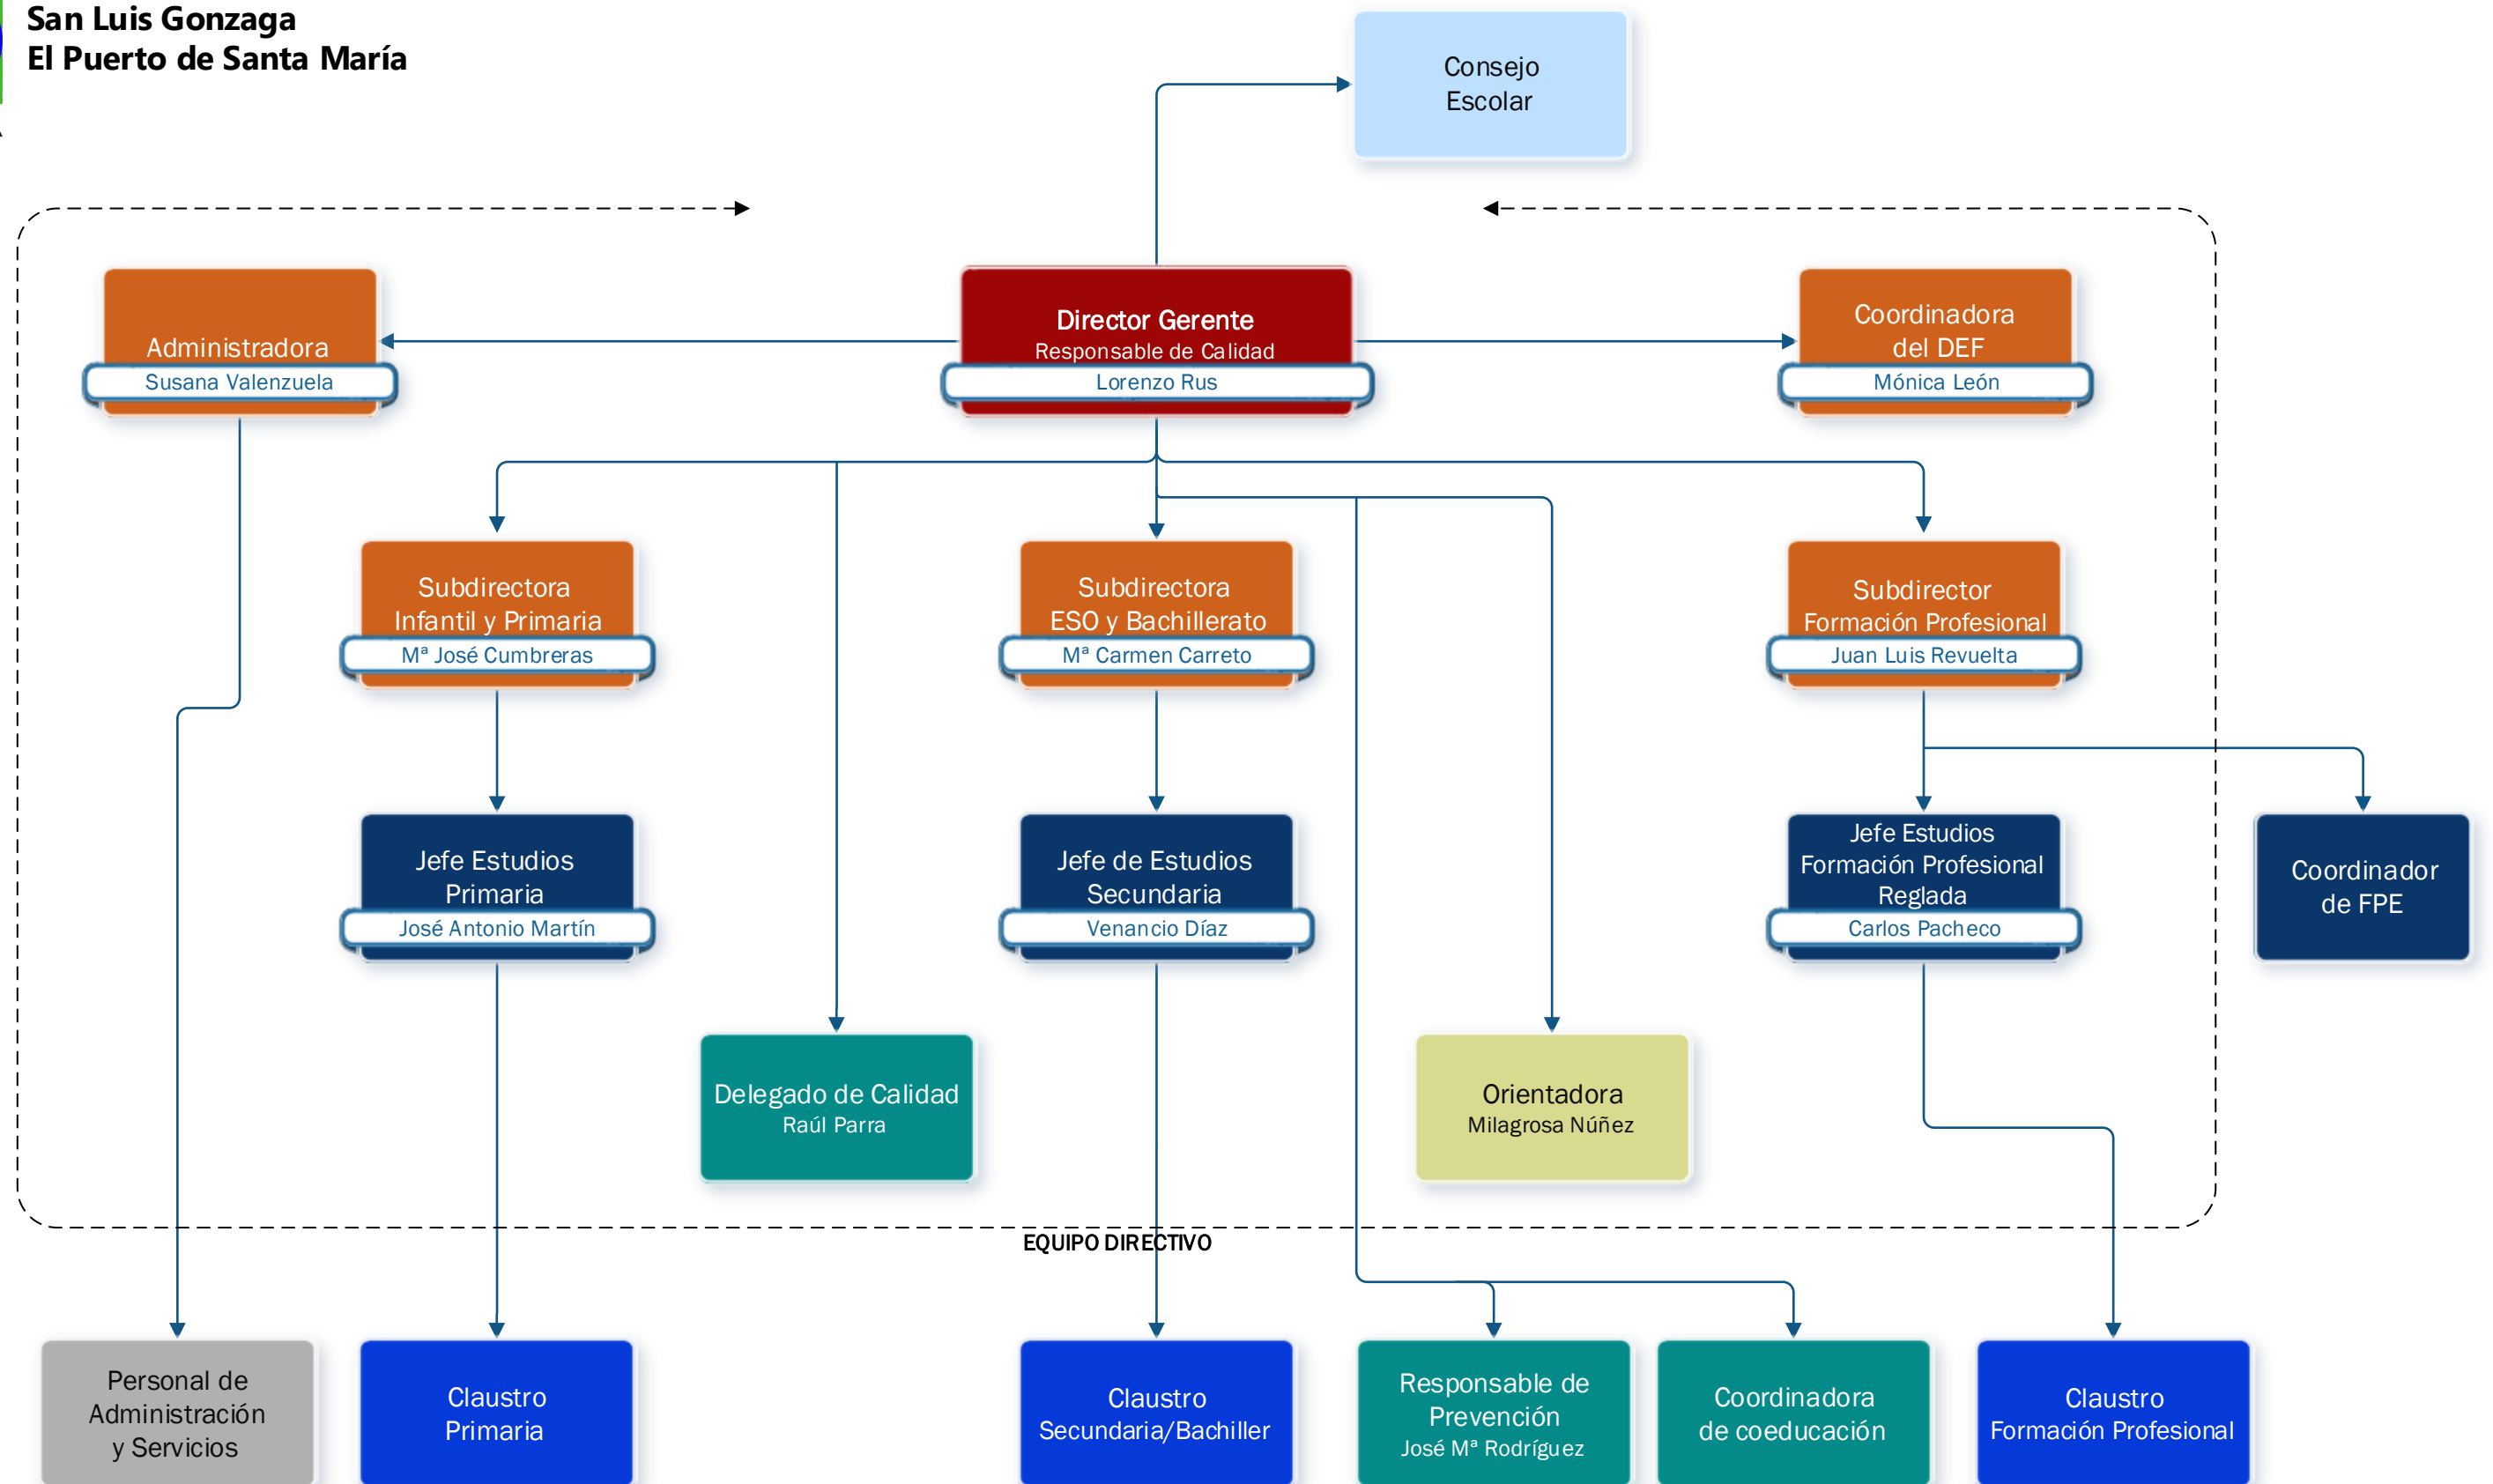 San Luis Gonzaga
El Puerto de Santa María
Consejo
Escolar
Administradora
Susana Valenzuela
Director Gerente
Responsable de Calidad
Lorenzo Rus
Coordinadora
del DEF
Mónica León
Subdirectora
Infantil y Primaria
Mª José Cumbreras
Subdirectora
ESO y Bachillerato
Mª Carmen Carreto
Subdirector
Formación Profesional
Juan Luis Revuelta
Jefe Estudios
Primaria
José Antonio Martín
Jefe de Estudios
Secundaria
Venancio Díaz
Jefe Estudios
Formación Profesional
Reglada
Carlos Pacheco
Coordinador
de FPE
Delegado de Calidad
Raúl Parra
Orientadora
Milagrosa Núñez
EQUIPO DIRECTIVO
Personal de
Administración
y Servicios
Claustro
Primaria
Claustro
Secundaria/Bachiller
Responsable de
Prevención
José Mª Rodríguez
Coordinadora
de coeducación
Claustro
Formación Profesional